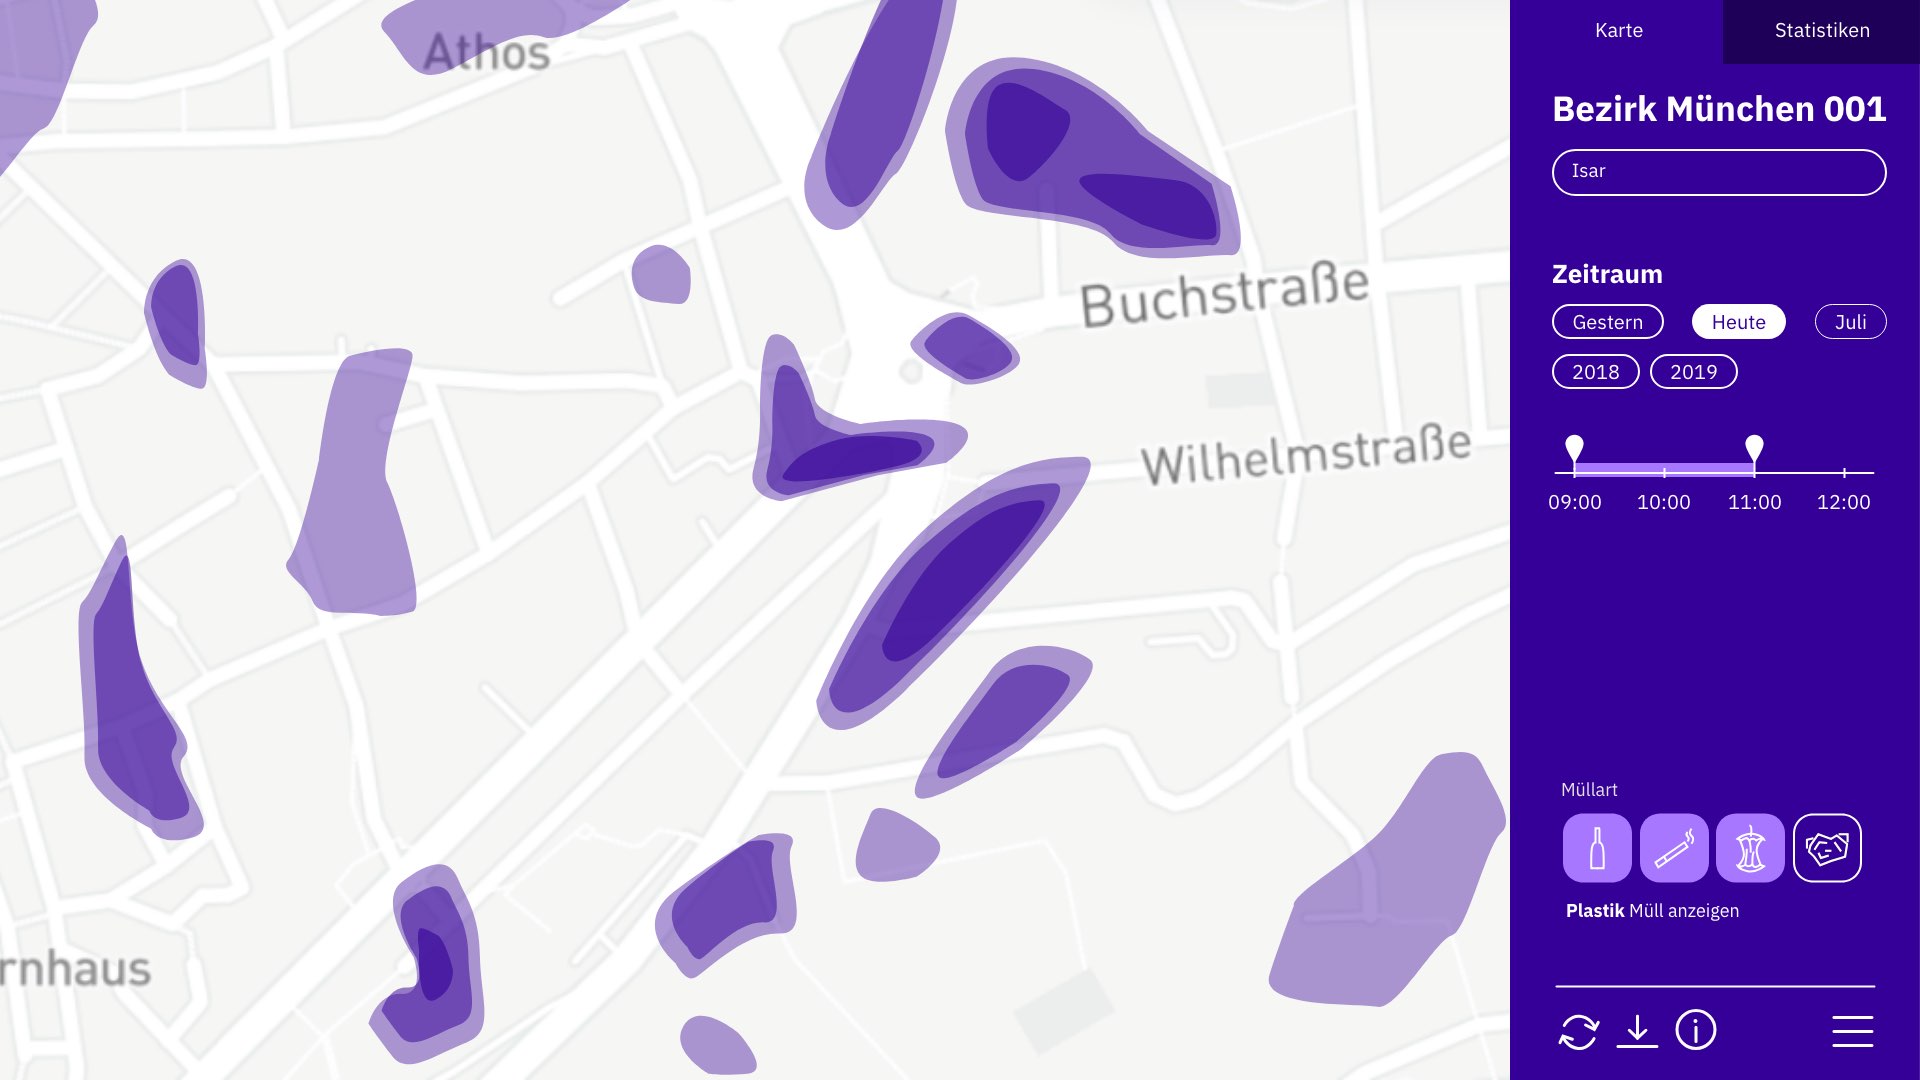 Athos
Buchstraße
Wilhelmstraße
rnhaus
Karte
Statistiken
Bezirk München 001
Isar
Zeitraum
Gestern
Heute
Juli
2018
2019
09:00
10:00
11:00
12:00
Müllart
Plastik Müll anzeigen